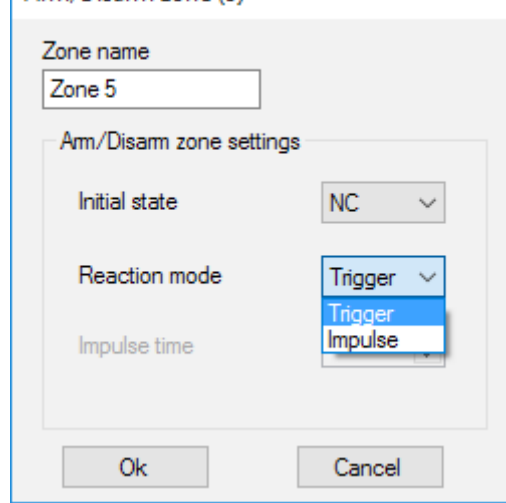 Zone name
Zone 5
Arm/Disarm zone settings
Initial state
NC
Reaction mode
Trigger
Trigger
Impulse
Impulse time
Ok
Cancel